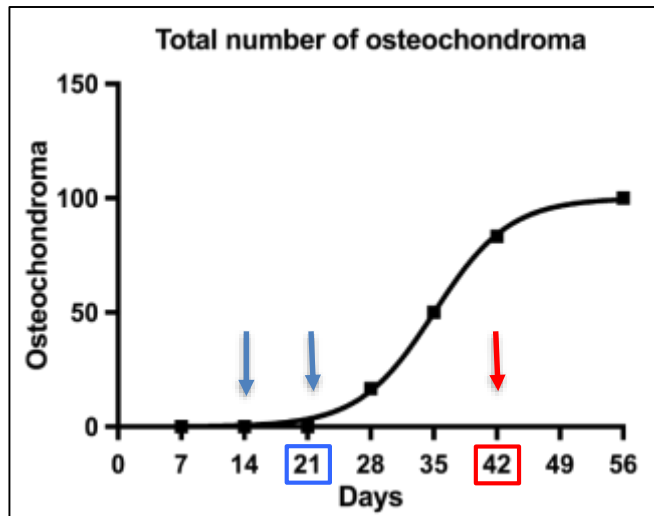 Total number of osteochondroma
150
100
50
0
Osteochondroma
0 7 14 21 28 35 42 49 56
Days